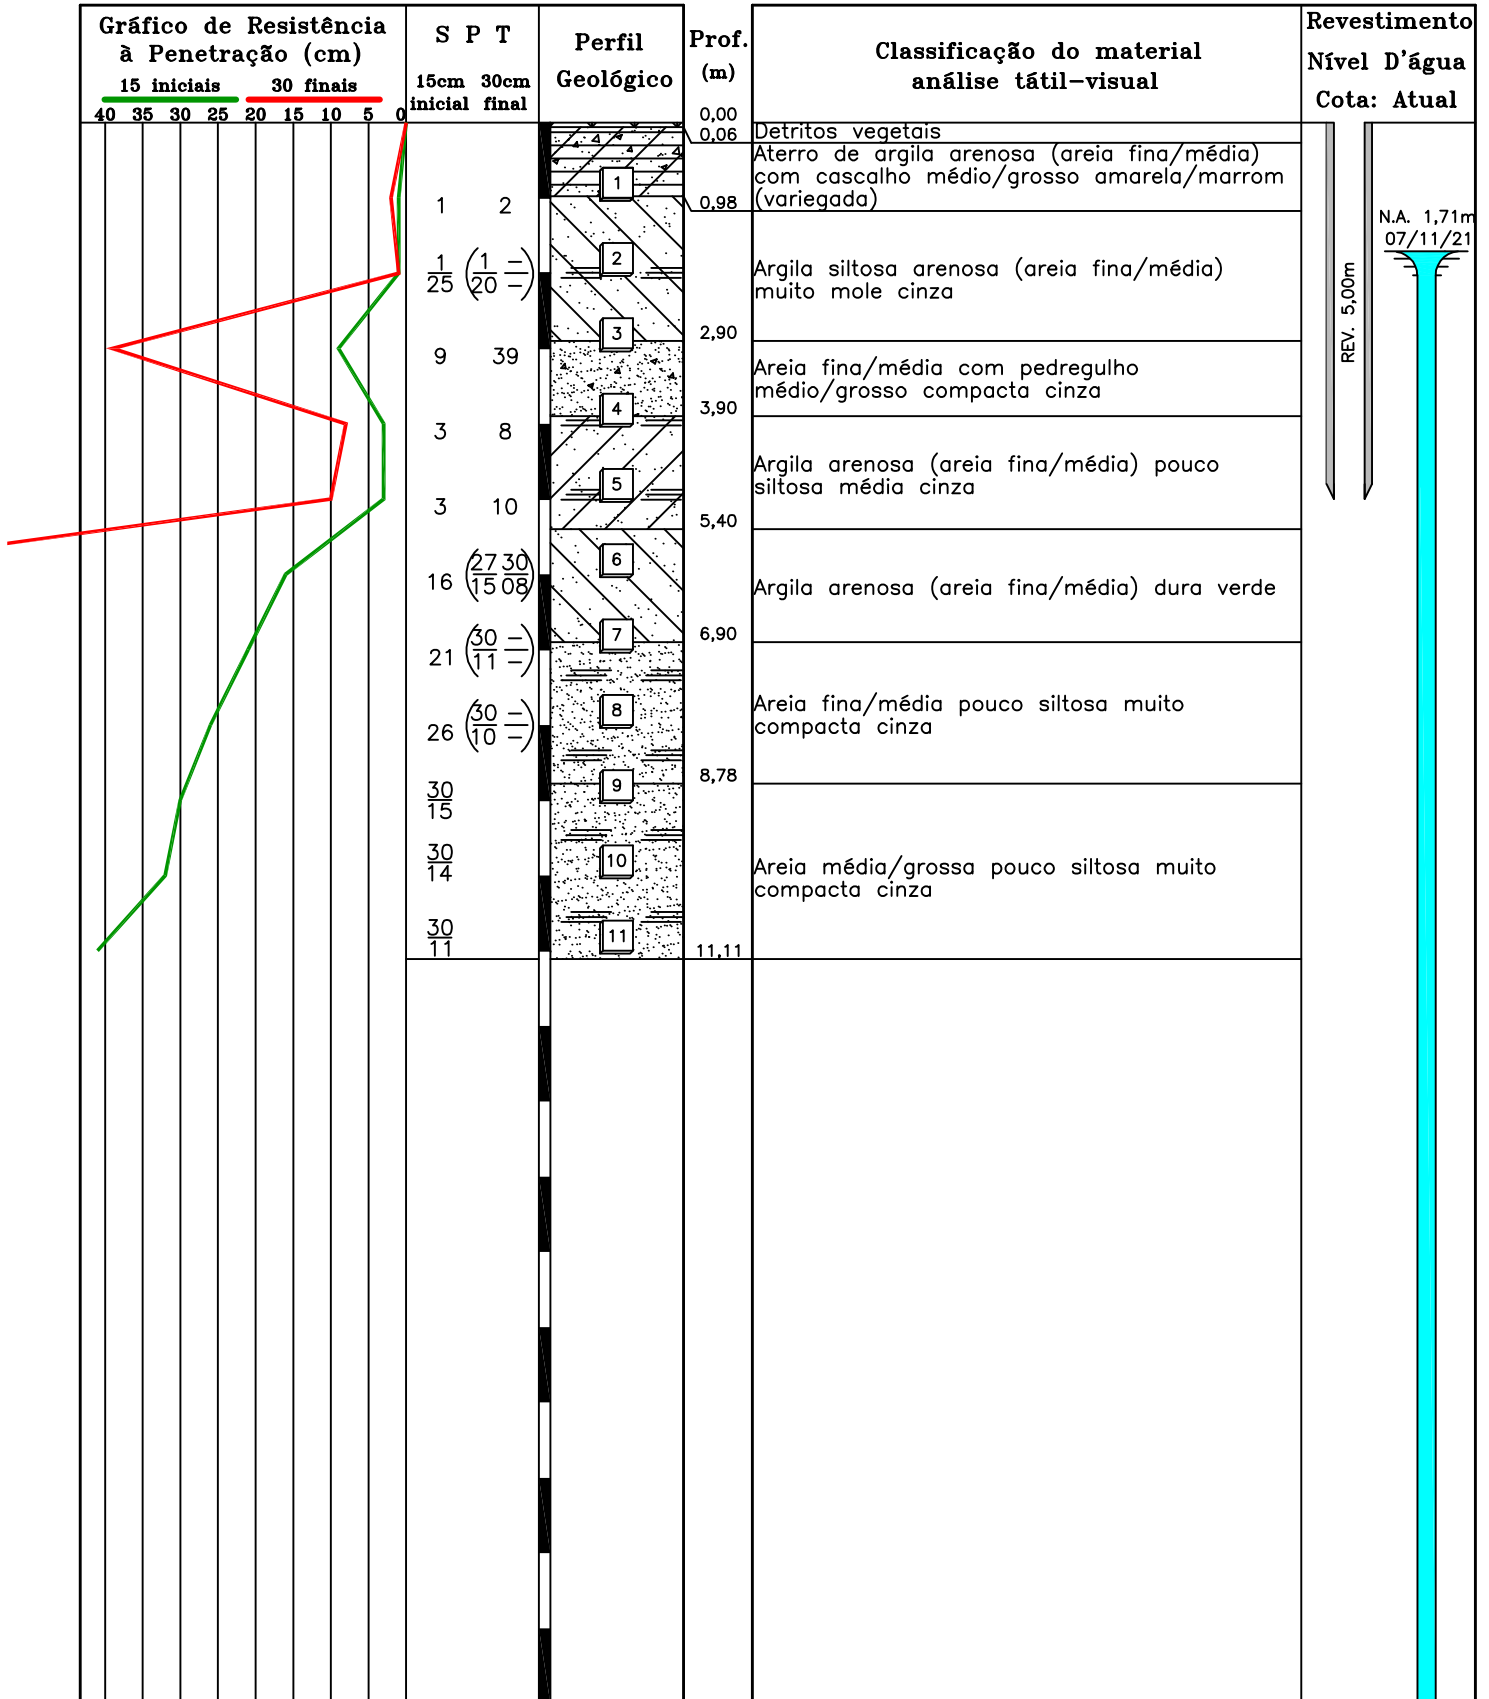 Gráfico de Resistência
à Penetração (cm)
15 iniciais 30 finais
40 35 30 25 20 15 10 5 0
S P T
15cm 30cm
inicial final
Perfil
Geológico
Prof.
(m)
Classificação do material
análise tátil-visual
Revestimento
Nível D'água
Cota: Atual
0,00
0,06
Detritos vegetais
Aterro de argila arenosa (areia fina/média)
com cascalho médio/grosso amarela/marrom
(variegada)
1
1 2
0,98
N.A. 1,71m
07/11/21
REV. 5,00m
2
1/25 (1/20 -/-)
Argila siltosa arenosa (areia fina/média)
muito mole cinza
3
2,90
9 39
Areia fina/média com pedregulho
médio/grosso compacta cinza
4
3,90
3 8
Argila arenosa (areia fina/média) pouco
siltosa média cinza
5
3 10
5,40
6
16 (27/15 30/08)
Argila arenosa (areia fina/média) dura verde
7
6,90
21 (30/11 -/-)
8
26 (30/10 -/-)
Areia fina/média pouco siltosa muito
compacta cinza
8,78
9
30/15
10
30/14
Areia média/grossa pouco siltosa muito
compacta cinza
11
30/11
11,11